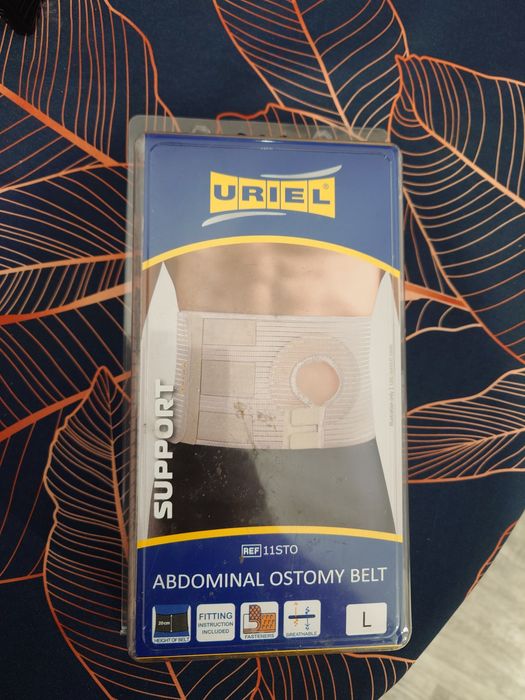 URIEL®
SUPPORT
REF 11STO
ABDOMINAL OSTOMY BELT
20cm
HEIGHT OF BELT
FITTING
INSTRUCTION
INCLUDED
FASTENERS
BREATHABLE
L